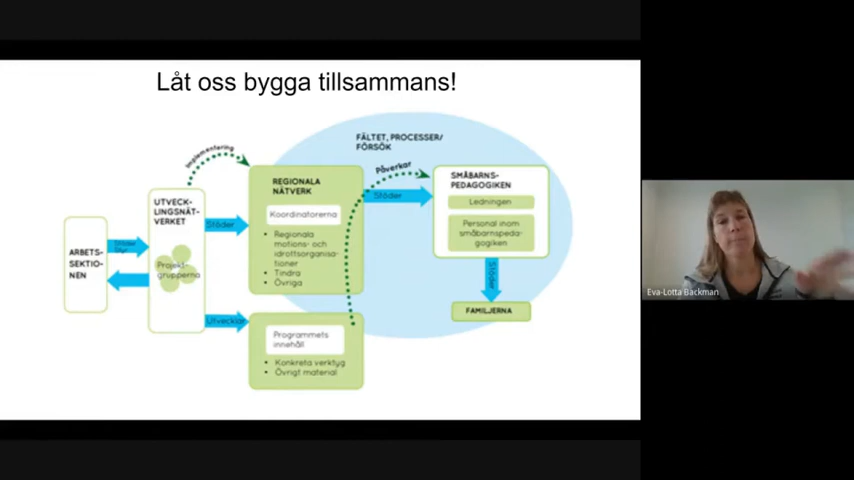 Låt oss bygga tillsammans!
FÄLTET, PROCESSER/
FÖRSÖK
Implementering
Påverkar
REGIONALA
NÄTVERK
Koordinatorerna
• Regionala
motions- och
idrottsorganisa-
tioner
• Tindra
• Övriga
SMÅBARNS-
PEDAGOGIKEN
Ledningen
Personal inom
småbarnspeda-
gogiken
Stöder
UTVECK-
LINGSNÄT-
VERKET
Projekt-
grupperna
Stöder
ARBETS-
SEKTIO-
NEN
Stöder
FAMILJERNA
Utvecklar
Programmets
innehåll
• Konkreta verktyg
• Övrigt material
Eva-Lotta Backman